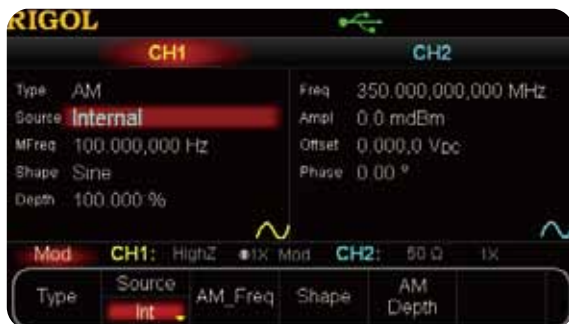 RIGOL
CH1 CH2
Type AM
Source Internal
MFreq 100.000,000 Hz
Shape Sine
Depth 100.000 %
Freq 350.000,000,000 MHz
Ampl 0.0 mdBm
Offset 0.000,0 VDC
Phase 0.00 °
Mod CH1: HighZ 1X Mod CH2: 50 Ω 1X
Type
Source
Int
AM_Freq
Shape
AM
Depth